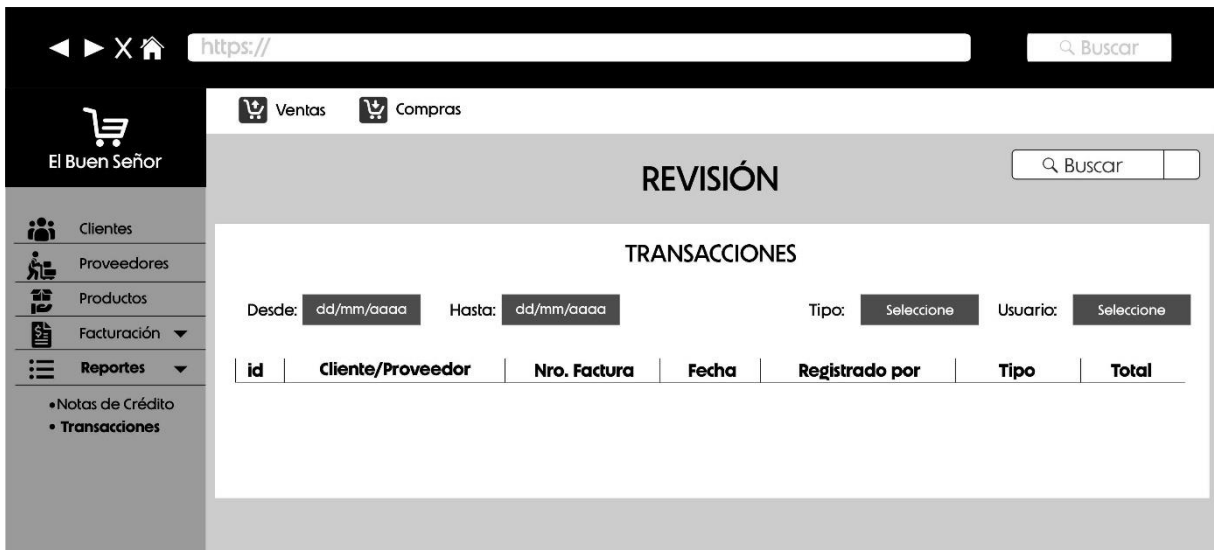 https://
Buscar
El Buen Señor
Ventas
Compras
REVISIÓN
Buscar
Clientes
Proveedores
Productos
Facturación
Reportes
•Notas de Crédito
• Transacciones
TRANSACCIONES
Desde: dd/mm/aaaa Hasta: dd/mm/aaaa Tipo: Seleccione Usuario: Seleccione
id Cliente/Proveedor Nro. Factura Fecha Registrado por Tipo Total